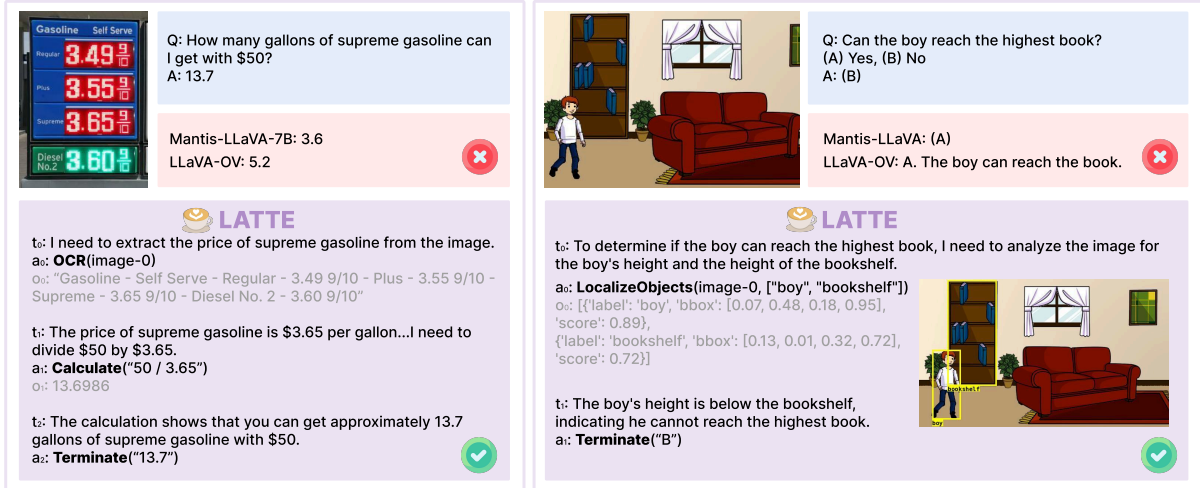 Gasoline Self Serve
Regular 3.49 9/10
Plus 3.55 9/10
Supreme 3.65 9/10
Diesel No.2 3.60 9/10
Q: How many gallons of supreme gasoline can
I get with $50?
A: 13.7
Mantis-LLaVA-7B: 3.6
LLaVA-OV: 5.2
LATTE
t₀: I need to extract the price of supreme gasoline from the image.
a₀: OCR(image-0)
o₀: “Gasoline - Self Serve - Regular - 3.49 9/10 - Plus - 3.55 9/10 -
Supreme - 3.65 9/10 - Diesel No. 2 - 3.60 9/10”
t₁: The price of supreme gasoline is $3.65 per gallon...I need to
divide $50 by $3.65.
a₁: Calculate(“50 / 3.65”)
o₁: 13.6986
t₂: The calculation shows that you can get approximately 13.7
gallons of supreme gasoline with $50.
a₂: Terminate(“13.7”)
Q: Can the boy reach the highest book?
(A) Yes, (B) No
A: (B)
Mantis-LLaVA: (A)
LLaVA-OV: A. The boy can reach the book.
LATTE
t₀: To determine if the boy can reach the highest book, I need to analyze the image for
the boy's height and the height of the bookshelf.
a₀: LocalizeObjects(image-0, ["boy", "bookshelf"])
o₀: [{'label': 'boy', 'bbox': [0.07, 0.48, 0.18, 0.95],
'score': 0.89},
{'label': 'bookshelf', 'bbox': [0.13, 0.01, 0.32, 0.72],
'score': 0.72}]
bookshelf
boy
t₁: The boy's height is below the bookshelf,
indicating he cannot reach the highest book.
a₁: Terminate(“B”)